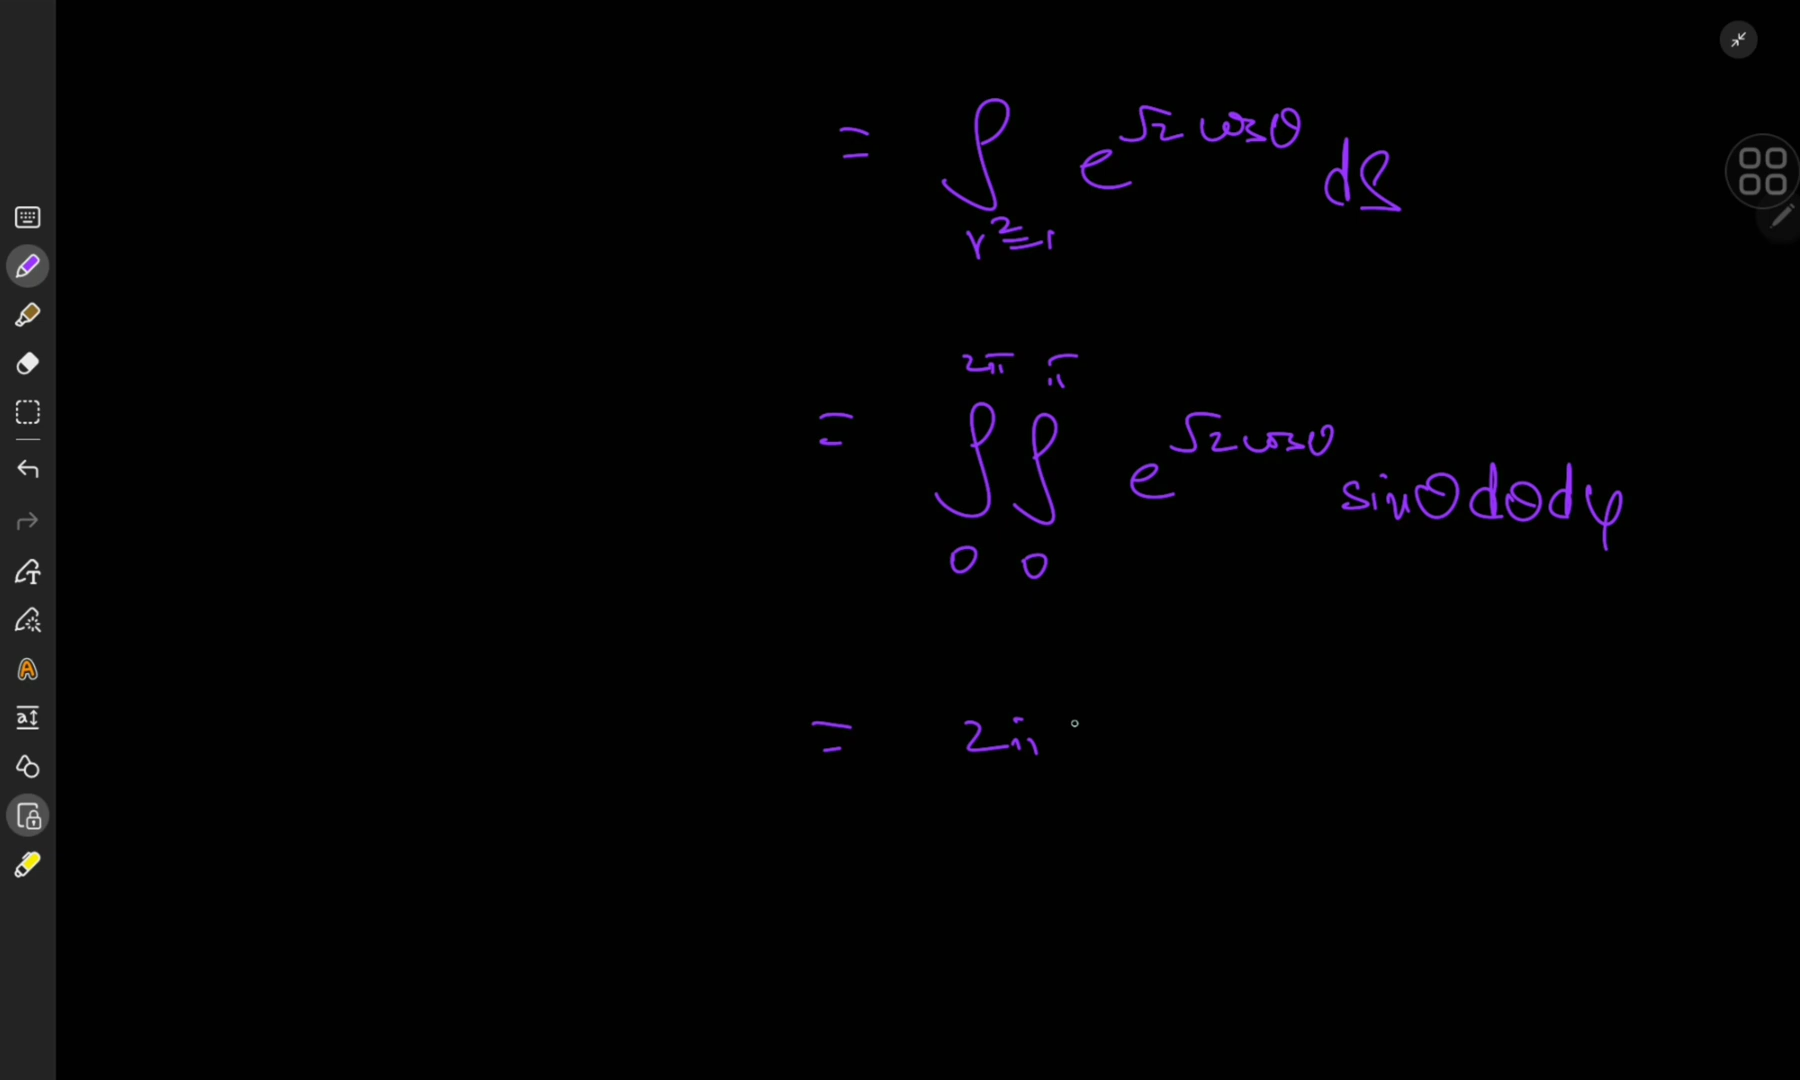 = ∫_{r²=1} e^{√2 cosθ} dS
= ∫_0^{2π} ∫_0^π e^{√2 cosθ} sinθ dθ dφ
= 2π